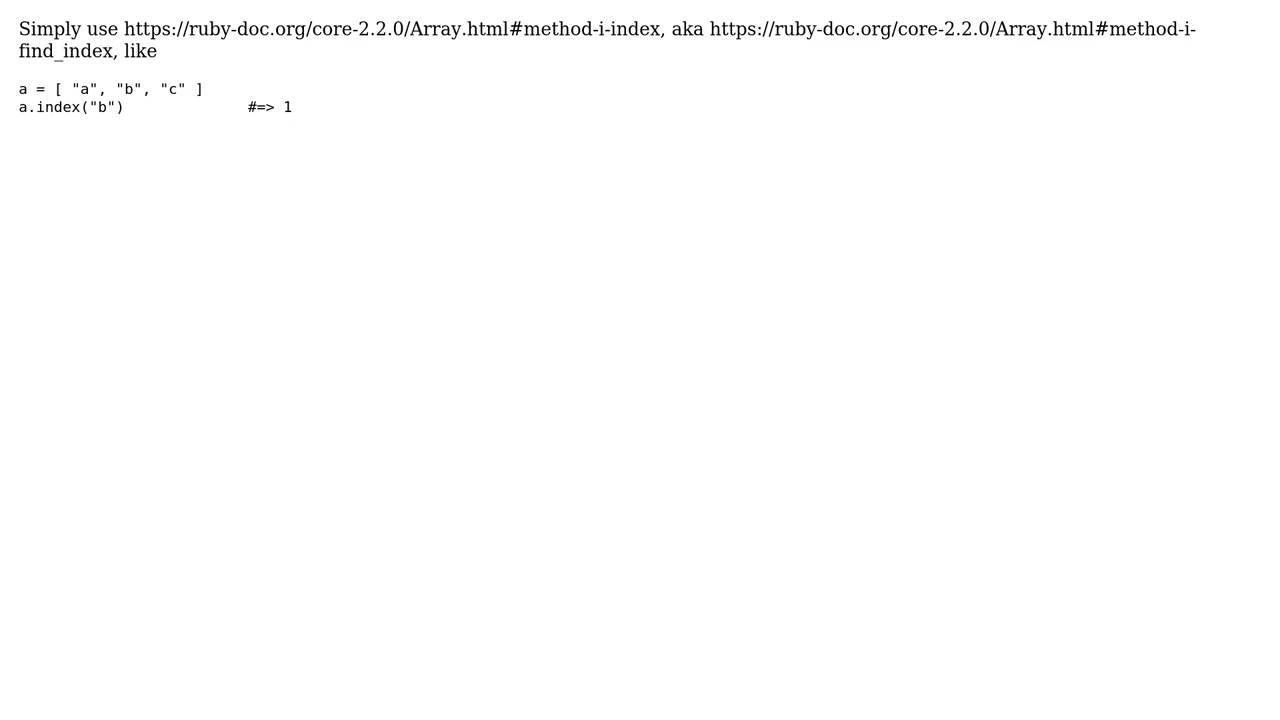 Simply use https://ruby-doc.org/core-2.2.0/Array.html#method-i-index, aka https://ruby-doc.org/core-2.2.0/Array.html#method-i-
find_index, like
a = [ "a", "b", "c" ]
a.index("b")              #=> 1